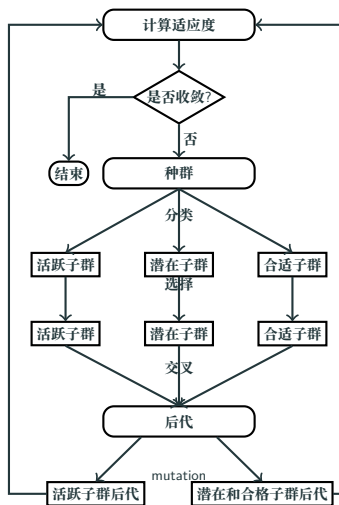 计算适应度
是否收敛?
是
否
结束
种群
分类
活跃子群
潜在子群
合适子群
选择
活跃子群
潜在子群
合适子群
交叉
后代
mutation
活跃子群后代
潜在和合格子群后代